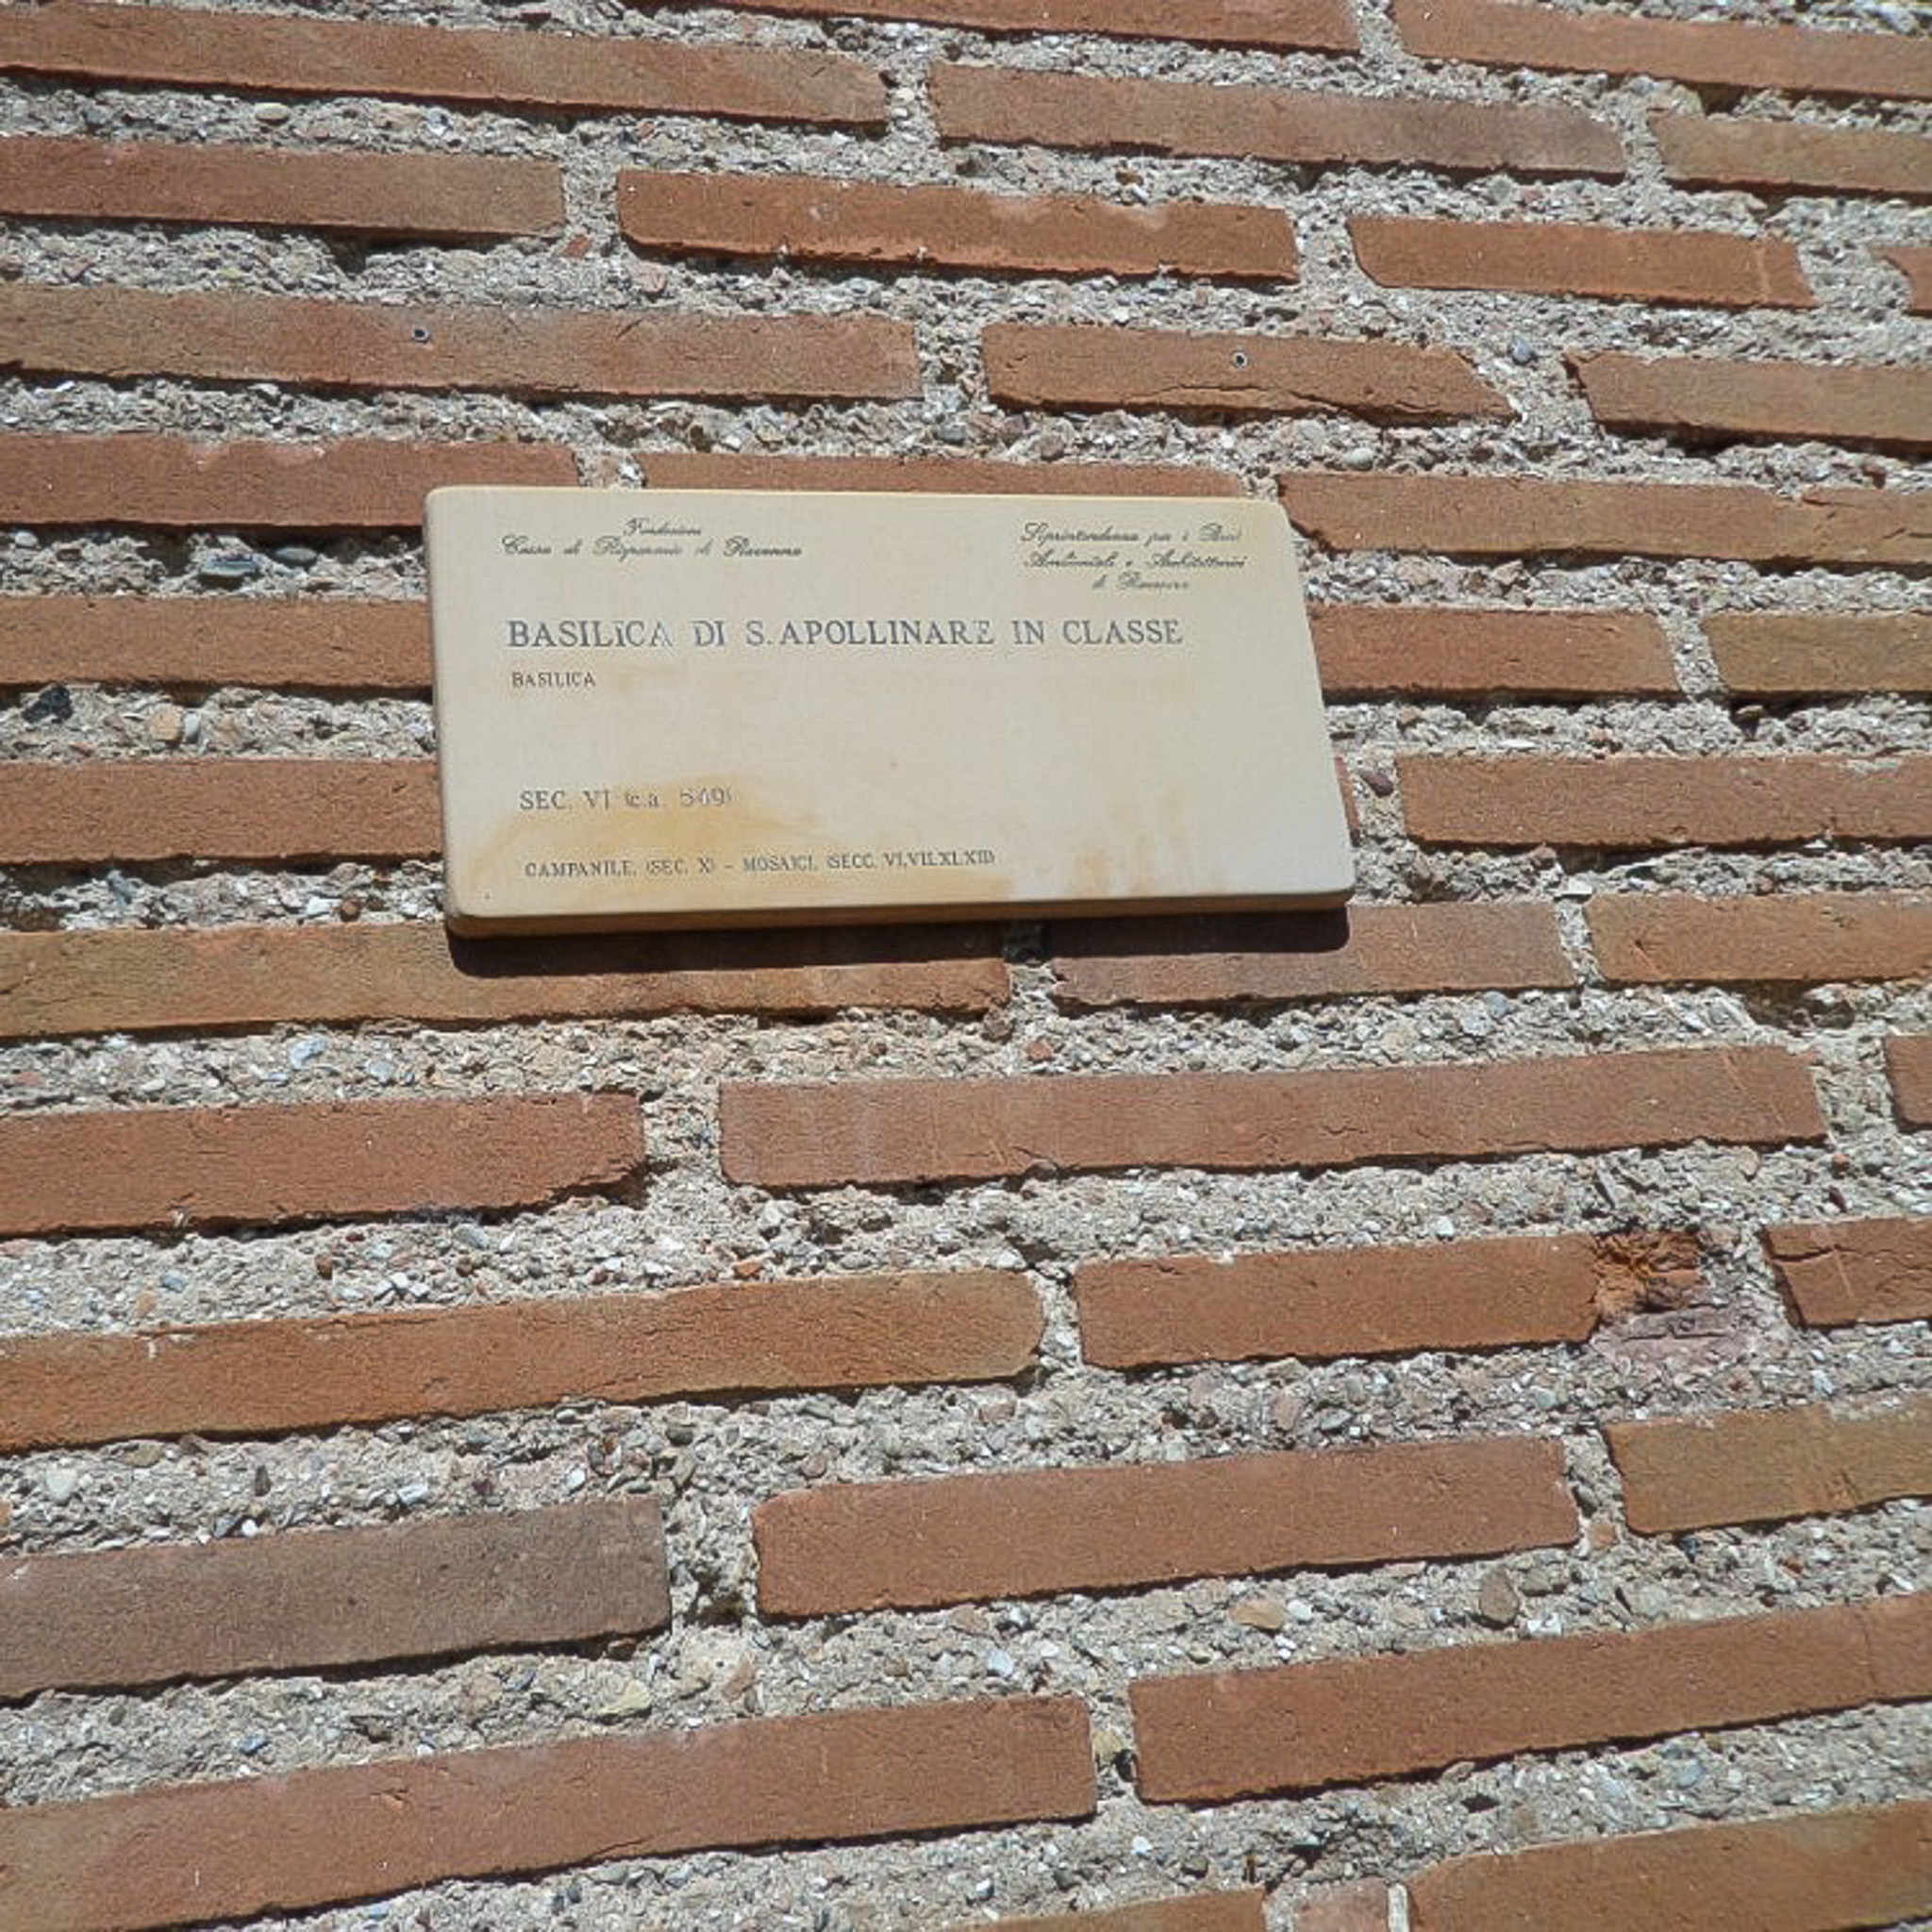 Fondazione
Cassa di Risparmio di Ravenna
Soprintendenza per i Beni
Ambientali e Architettonici
di Ravenna
BASILICA DI S. APOLLINARE IN CLASSE
BASILICA
SEC. VI (c.a. 549)
CAMPANILE, (SEC. X) - MOSAICI, (SECC. VI,VII,XI,XII)